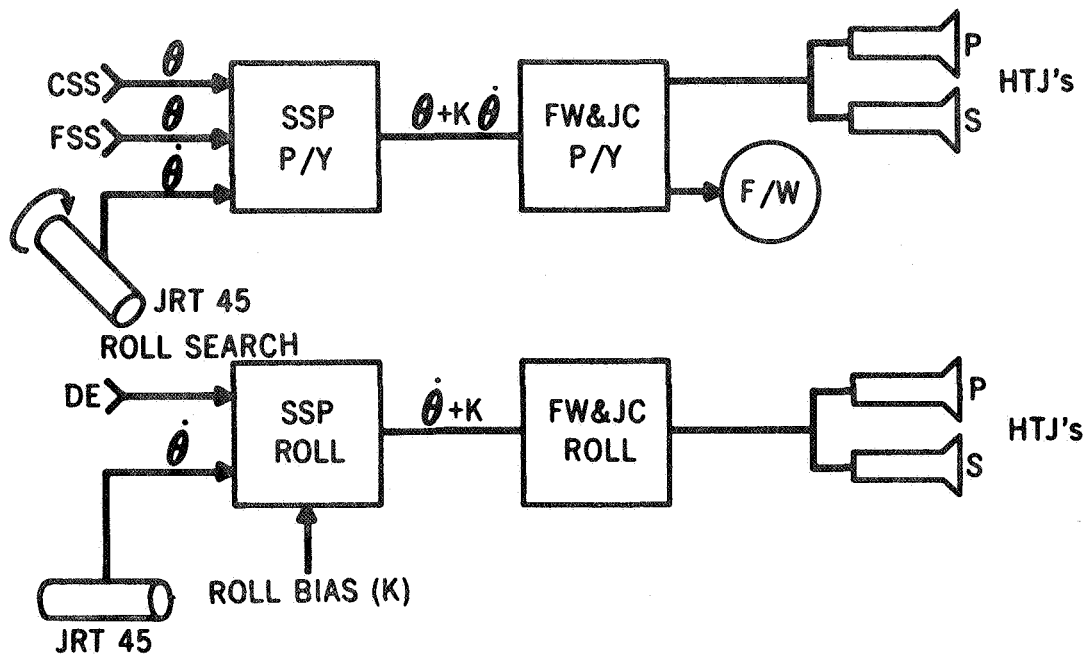 CSS θ
FSS θ
θ̇
SSP
P/Y
θ+K θ̇
FW&JC
P/Y
P
S
HTJ's
F/W
JRT 45
ROLL SEARCH
DE
θ̇
SSP
ROLL
θ̇+K
FW&JC
ROLL
P
S
HTJ's
ROLL BIAS (K)
JRT 45